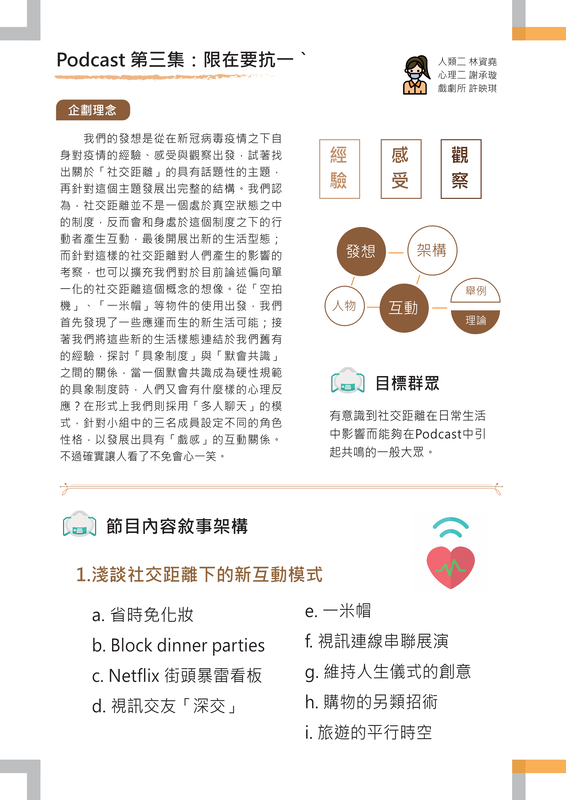 Podcast 第三集：限在要抗一ˋ
人類二 林資堯
心理二 謝承璇
戲劇所 許映琪
企劃理念
我們的發想是從在新冠病毒疫情之下自
身對疫情的經驗、感受與觀察出發，試著找
出關於「社交距離」的具有話題性的主題，
再針對這個主題發展出完整的結構。我們認
為，社交距離並不是一個處於真空狀態之中
的制度，反而會和身處於這個制度之下的行
動者產生互動，最後開展出新的生活型態；
而針對這樣的社交距離對人們產生的影響的
考察，也可以擴充我們對於目前論述偏向單
一化的社交距離這個概念的想像。從「空拍
機」、「一米帽」等物件的使用出發，我們
首先發現了一些應運而生的新生活可能；接
著我們將這些新的生活樣態連結於我們舊有
的經驗，探討「具象制度」與「默會共識」
之間的關係，當一個默會共識成為硬性規範
的具象制度時，人們又會有什麼樣的心理反
應？在形式上我們則採用「多人聊天」的模
式，針對小組中的三名成員設定不同的角色
性格，以發展出具有「戲感」的互動關係。
不過確實讓人看了不免會心一笑。
經驗
感受
觀察
發想
架構
人物
互動
舉例
理論
目標群眾
有意識到社交距離在日常生活
中影響而能夠在Podcast中引
起共鳴的一般大眾。
節目內容敘事架構
1.淺談社交距離下的新互動模式
a. 省時免化妝
b. Block dinner parties
c. Netflix 街頭暴雷看板
d. 視訊交友「深交」
e. 一米帽
f. 視訊連線串聯展演
g. 維持人生儀式的創意
h. 購物的另類招術
i. 旅遊的平行時空